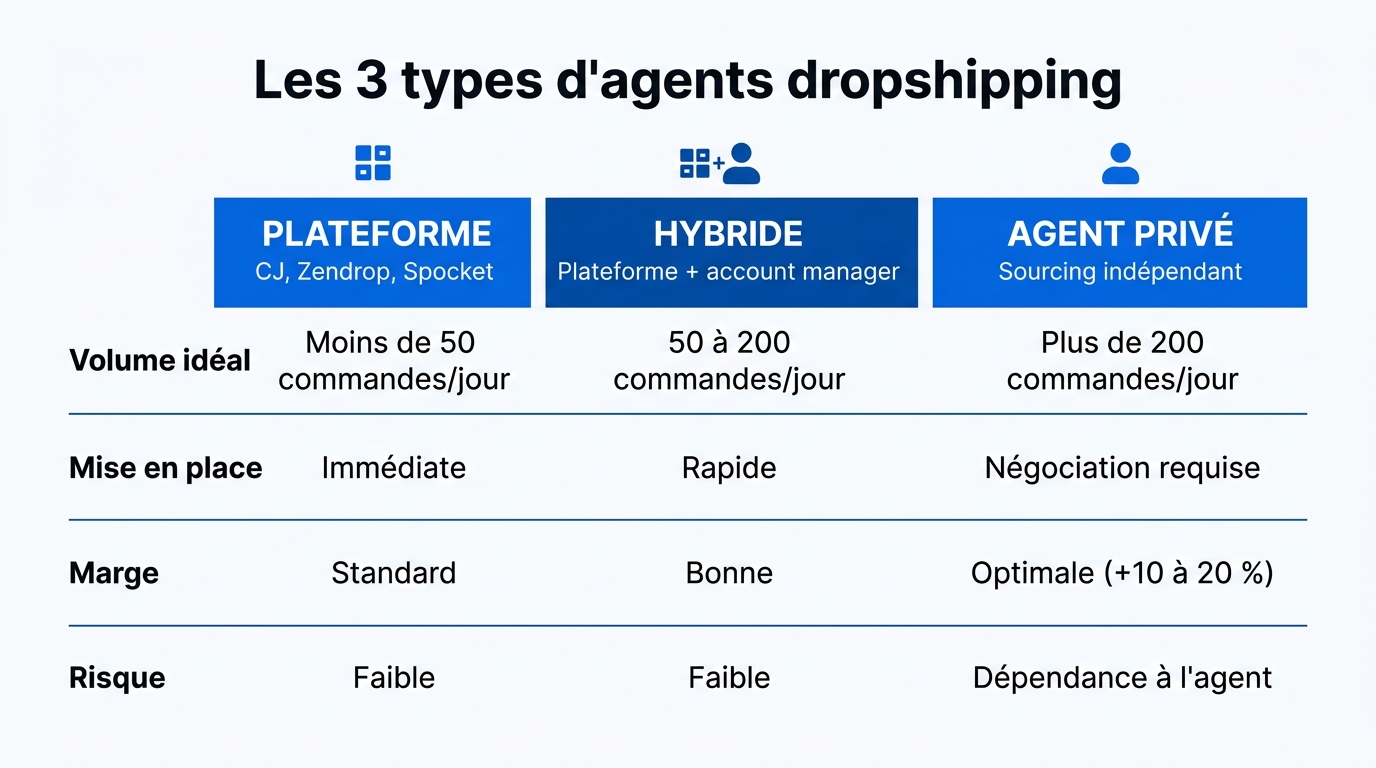 Les 3 types d'agents dropshipping
PLATEFORME
CJ, Zendrop, Spocket
HYBRIDE
Plateforme + account manager
AGENT PRIVÉ
Sourcing indépendant
Volume idéal
Moins de 50
commandes/jour
50 à 200
commandes/jour
Plus de 200
commandes/jour
Mise en place
Immédiate
Rapide
Négociation requise
Marge
Standard
Bonne
Optimale (+10 à 20 %)
Risque
Faible
Faible
Dépendance à l'agent